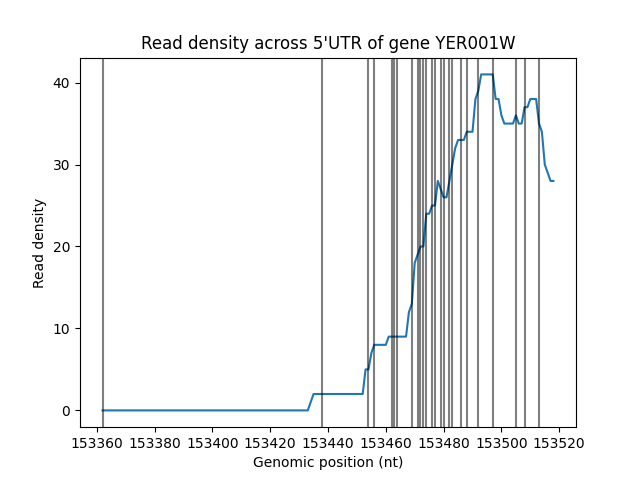 Read density across 5'UTR of gene YER001W
Read density
40
30
20
10
0
153360 153380 153400 153420 153440 153460 153480 153500 153520
Genomic position (nt)